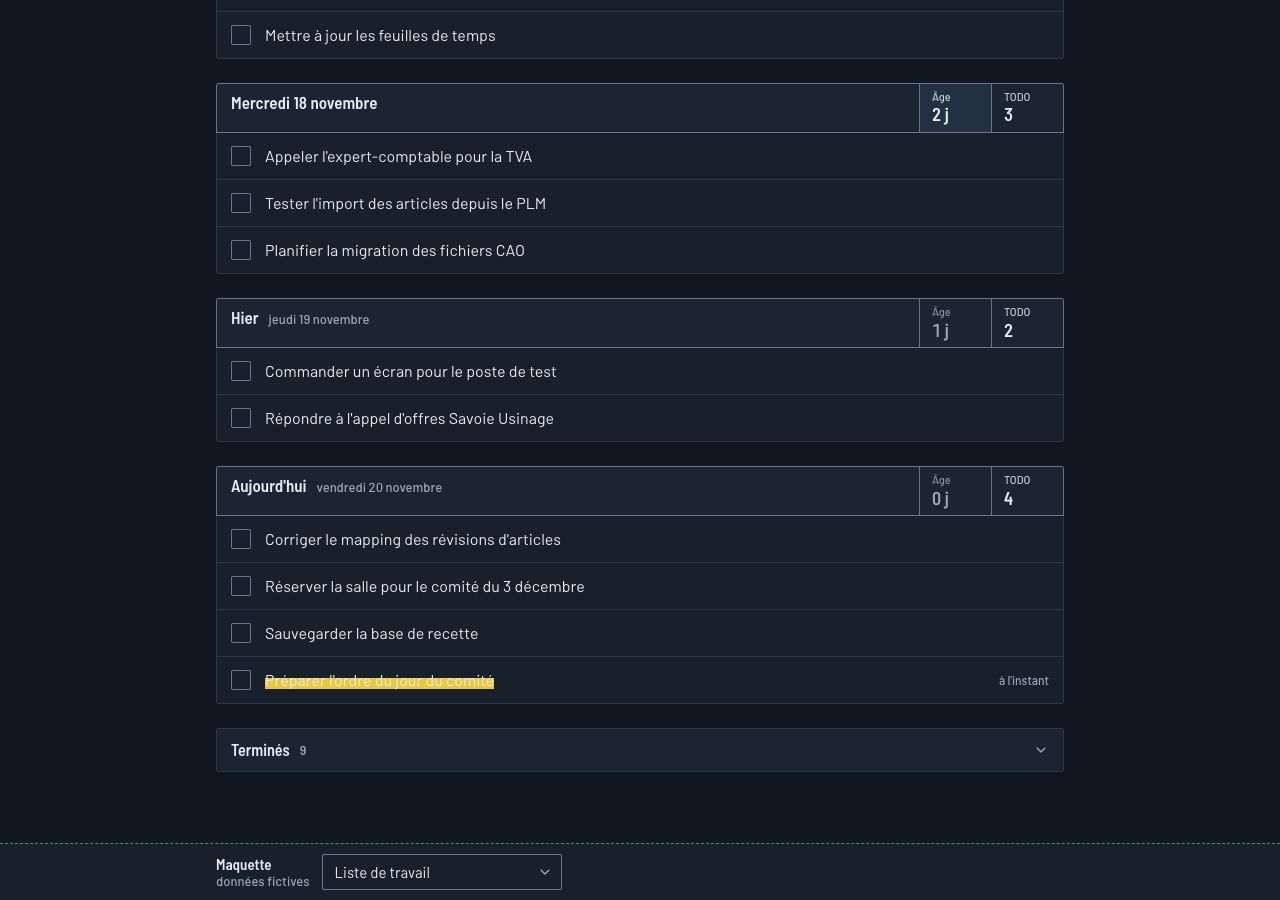 Mettre à jour les feuilles de temps
Mercredi 18 novembre
Âge
2 j
TODO
3
Appeler l'expert-comptable pour la TVA
Tester l'import des articles depuis le PLM
Planifier la migration des fichiers CAO
Hier jeudi 19 novembre
Âge
1 j
TODO
2
Commander un écran pour le poste de test
Répondre à l'appel d'offres Savoie Usinage
Aujourd'hui vendredi 20 novembre
Âge
0 j
TODO
4
Corriger le mapping des révisions d'articles
Réserver la salle pour le comité du 3 décembre
Sauvegarder la base de recette
Préparer l'ordre du jour du comité à l'instant
Terminés 9
Maquette
données fictives
Liste de travail